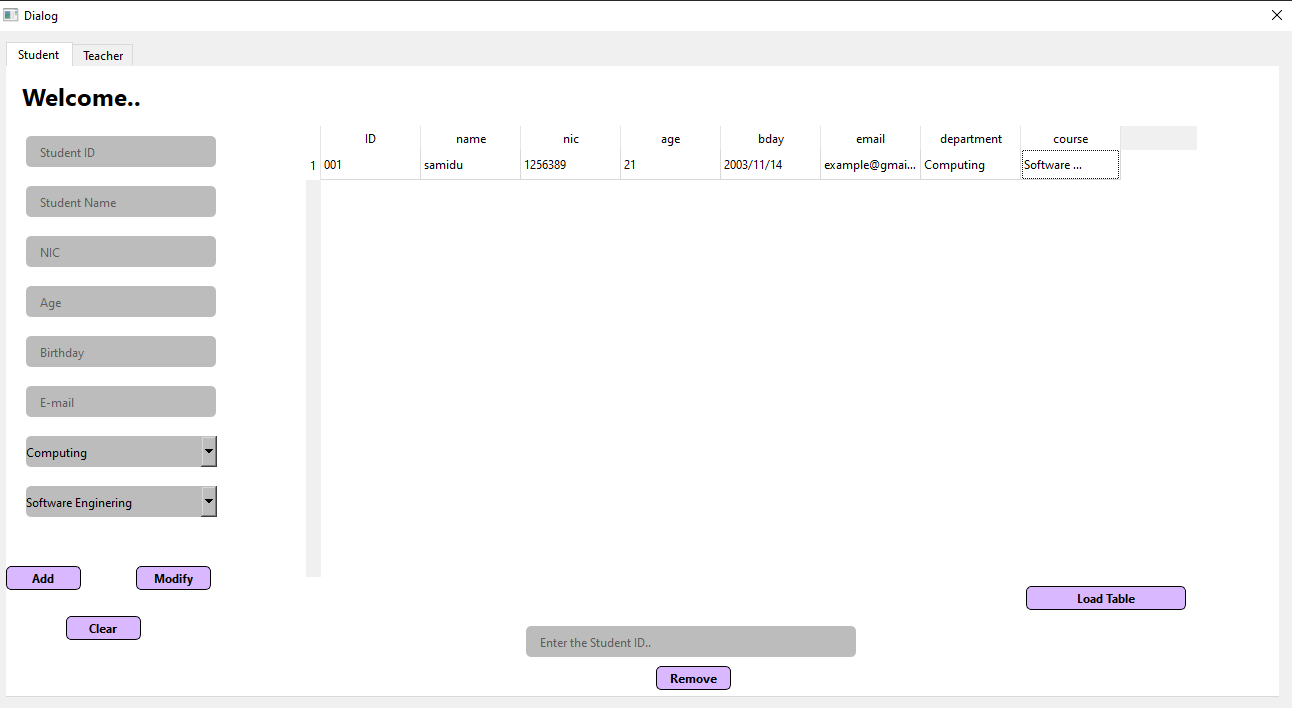 Dialog
Student Teacher
Welcome..
Student ID
Student Name
NIC
Age
Birthday
E-mail
Computing
Software Enginering
Add Modify
Clear
ID name nic age bday email department course
1 001 samidu 1256389 21 2003/11/14 example@gmai... Computing Software ...
Load Table
Enter the Student ID..
Remove